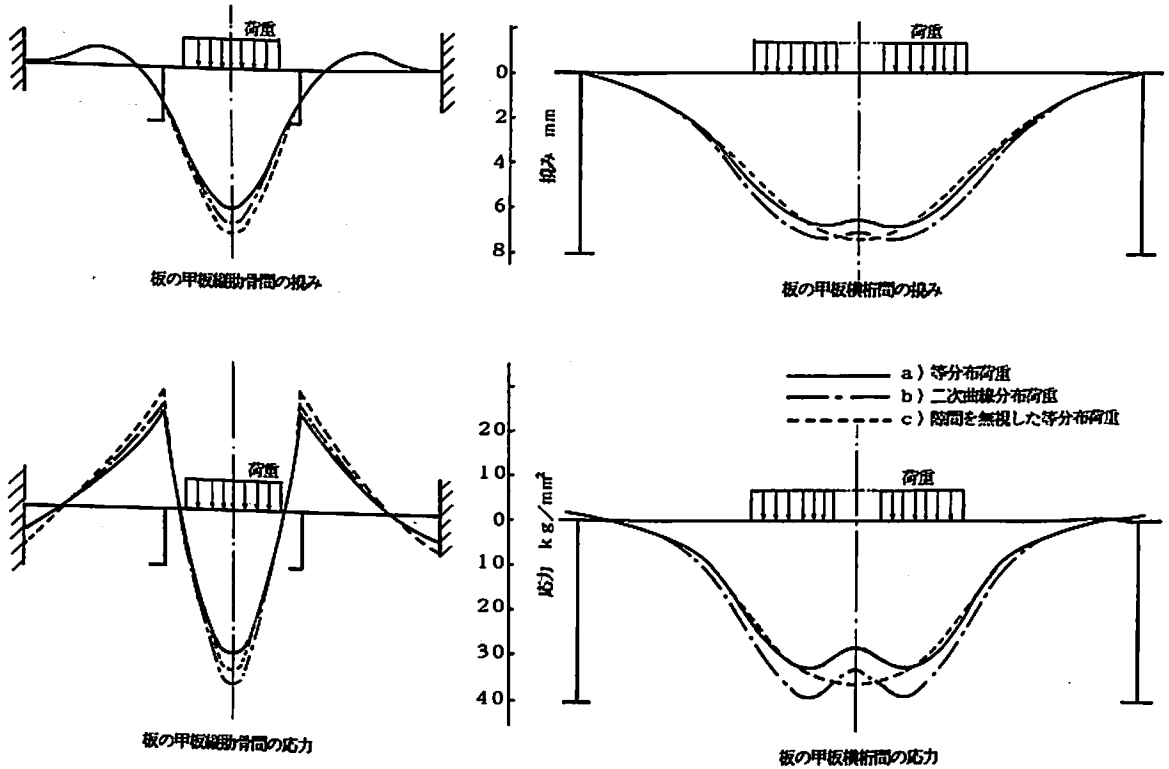 荷重
荷重
0
2
4
6
8
撓み mm
板の甲板縦肋骨間の撓み
板の甲板横桁間の撓み
a）等分布荷重
b）二次曲線分布荷重
c）隙間を無視した等分布荷重
荷重
荷重
20
10
0
10
20
30
40
応力 kg/mm²
板の甲板縦肋骨間の応力
板の甲板横桁間の応力